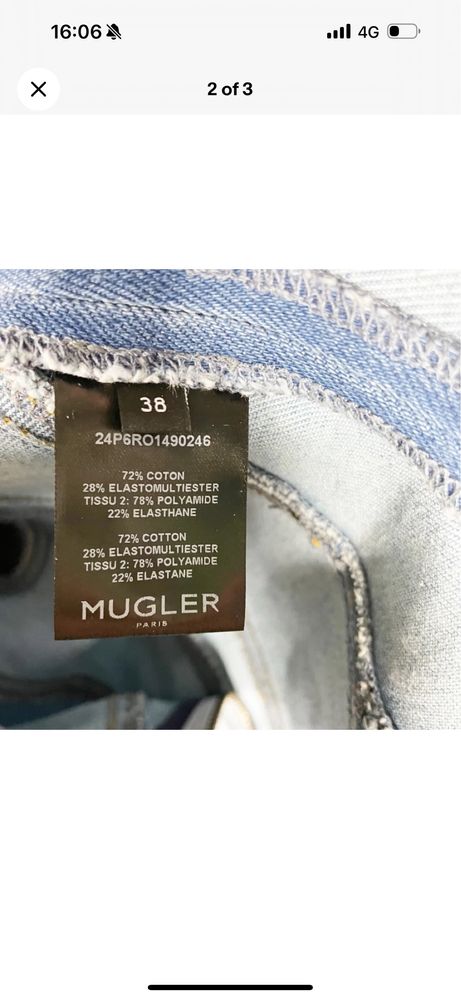 16:06
4G
2 of 3
38
24P6RO1490246
72% COTON
28% ELASTOMULTIESTER
TISSU 2: 78% POLYAMIDE
22% ELASTHANE
72% COTTON
28% ELASTOMULTIESTER
TISSU 2: 78% POLYAMIDE
22% ELASTANE
MUGLER
PARIS